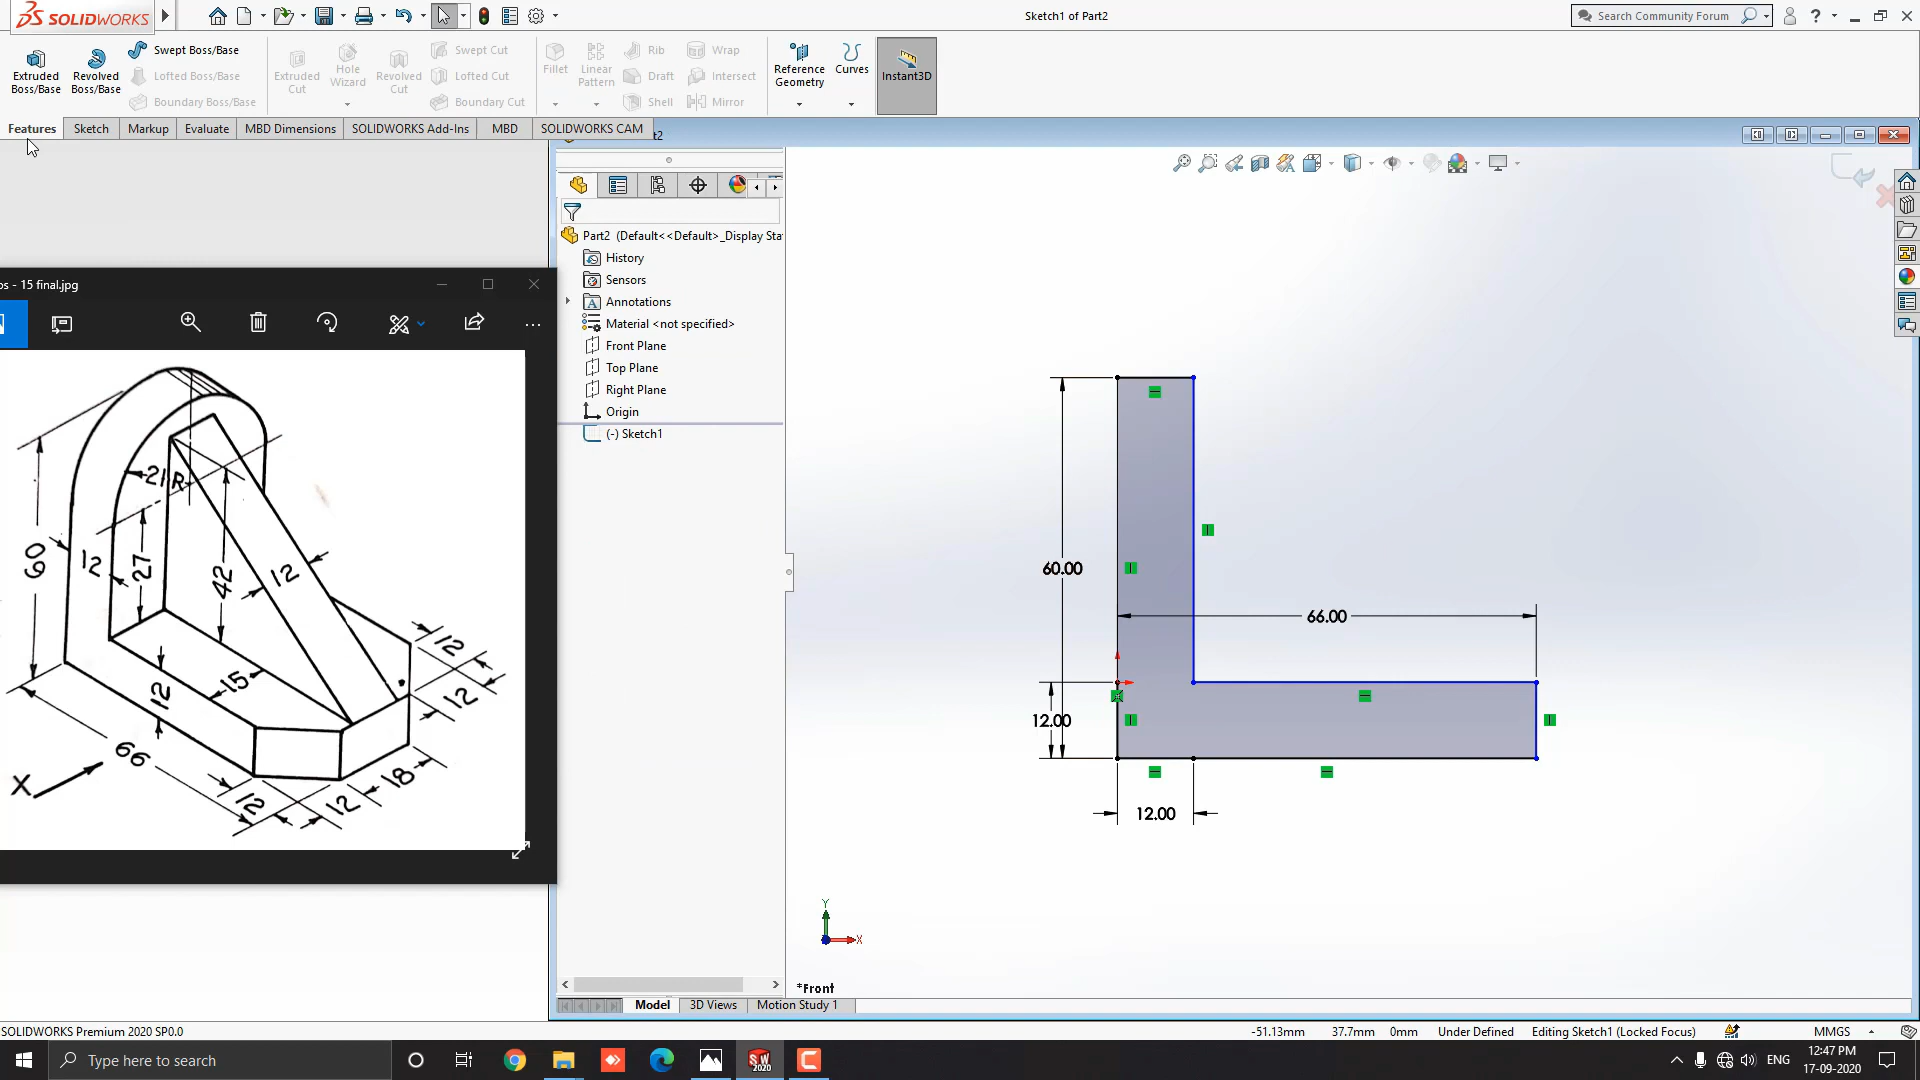 SOLIDWORKS
Sketch1 of Part2
Search Community Forum
Extruded Boss/Base
Revolved Boss/Base
Swept Boss/Base
Lofted Boss/Base
Boundary Boss/Base
Extruded Cut
Hole Wizard
Revolved Cut
Swept Cut
Lofted Cut
Boundary Cut
Fillet
Linear Pattern
Rib
Draft
Shell
Wrap
Intersect
Mirror
Reference Geometry
Curves
Instant3D
Features
Sketch
Markup
Evaluate
MBD Dimensions
SOLIDWORKS Add-Ins
MBD
SOLIDWORKS CAM
t2
Part2 (Default<<Default>_Display Sta
History
Sensors
Annotations
Material <not specified>
Front Plane
Top Plane
Right Plane
Origin
(-) Sketch1
os - 15 final.jpg
21R
60
12
27
42
12
12
12
15
12
66
X
12
12
18
60.00
66.00
12.00
12.00
Y
X
*Front
Model
3D Views
Motion Study 1
SOLIDWORKS Premium 2020 SP0.0
-51.13mm
37.7mm
0mm
Under Defined
Editing Sketch1 (Locked Focus)
MMGS
Type here to search
SW
2020
ENG
12:47 PM
17-09-2020